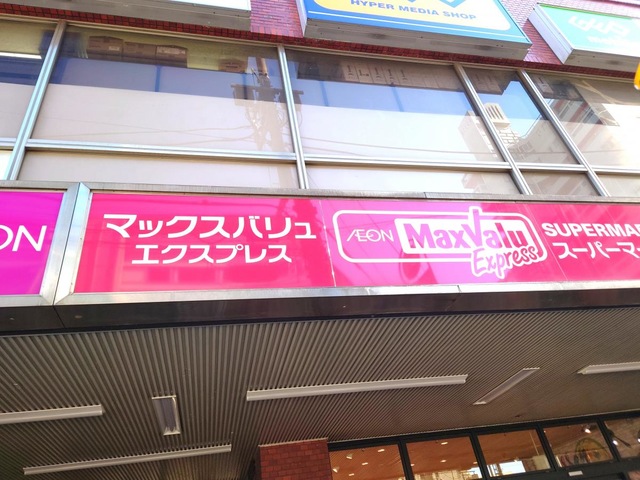 HYPER MEDIA SHOP
ON
マックスバリュ
エクスプレス
ÆON MaxValu
Express
SUPERMA
スーパーマ